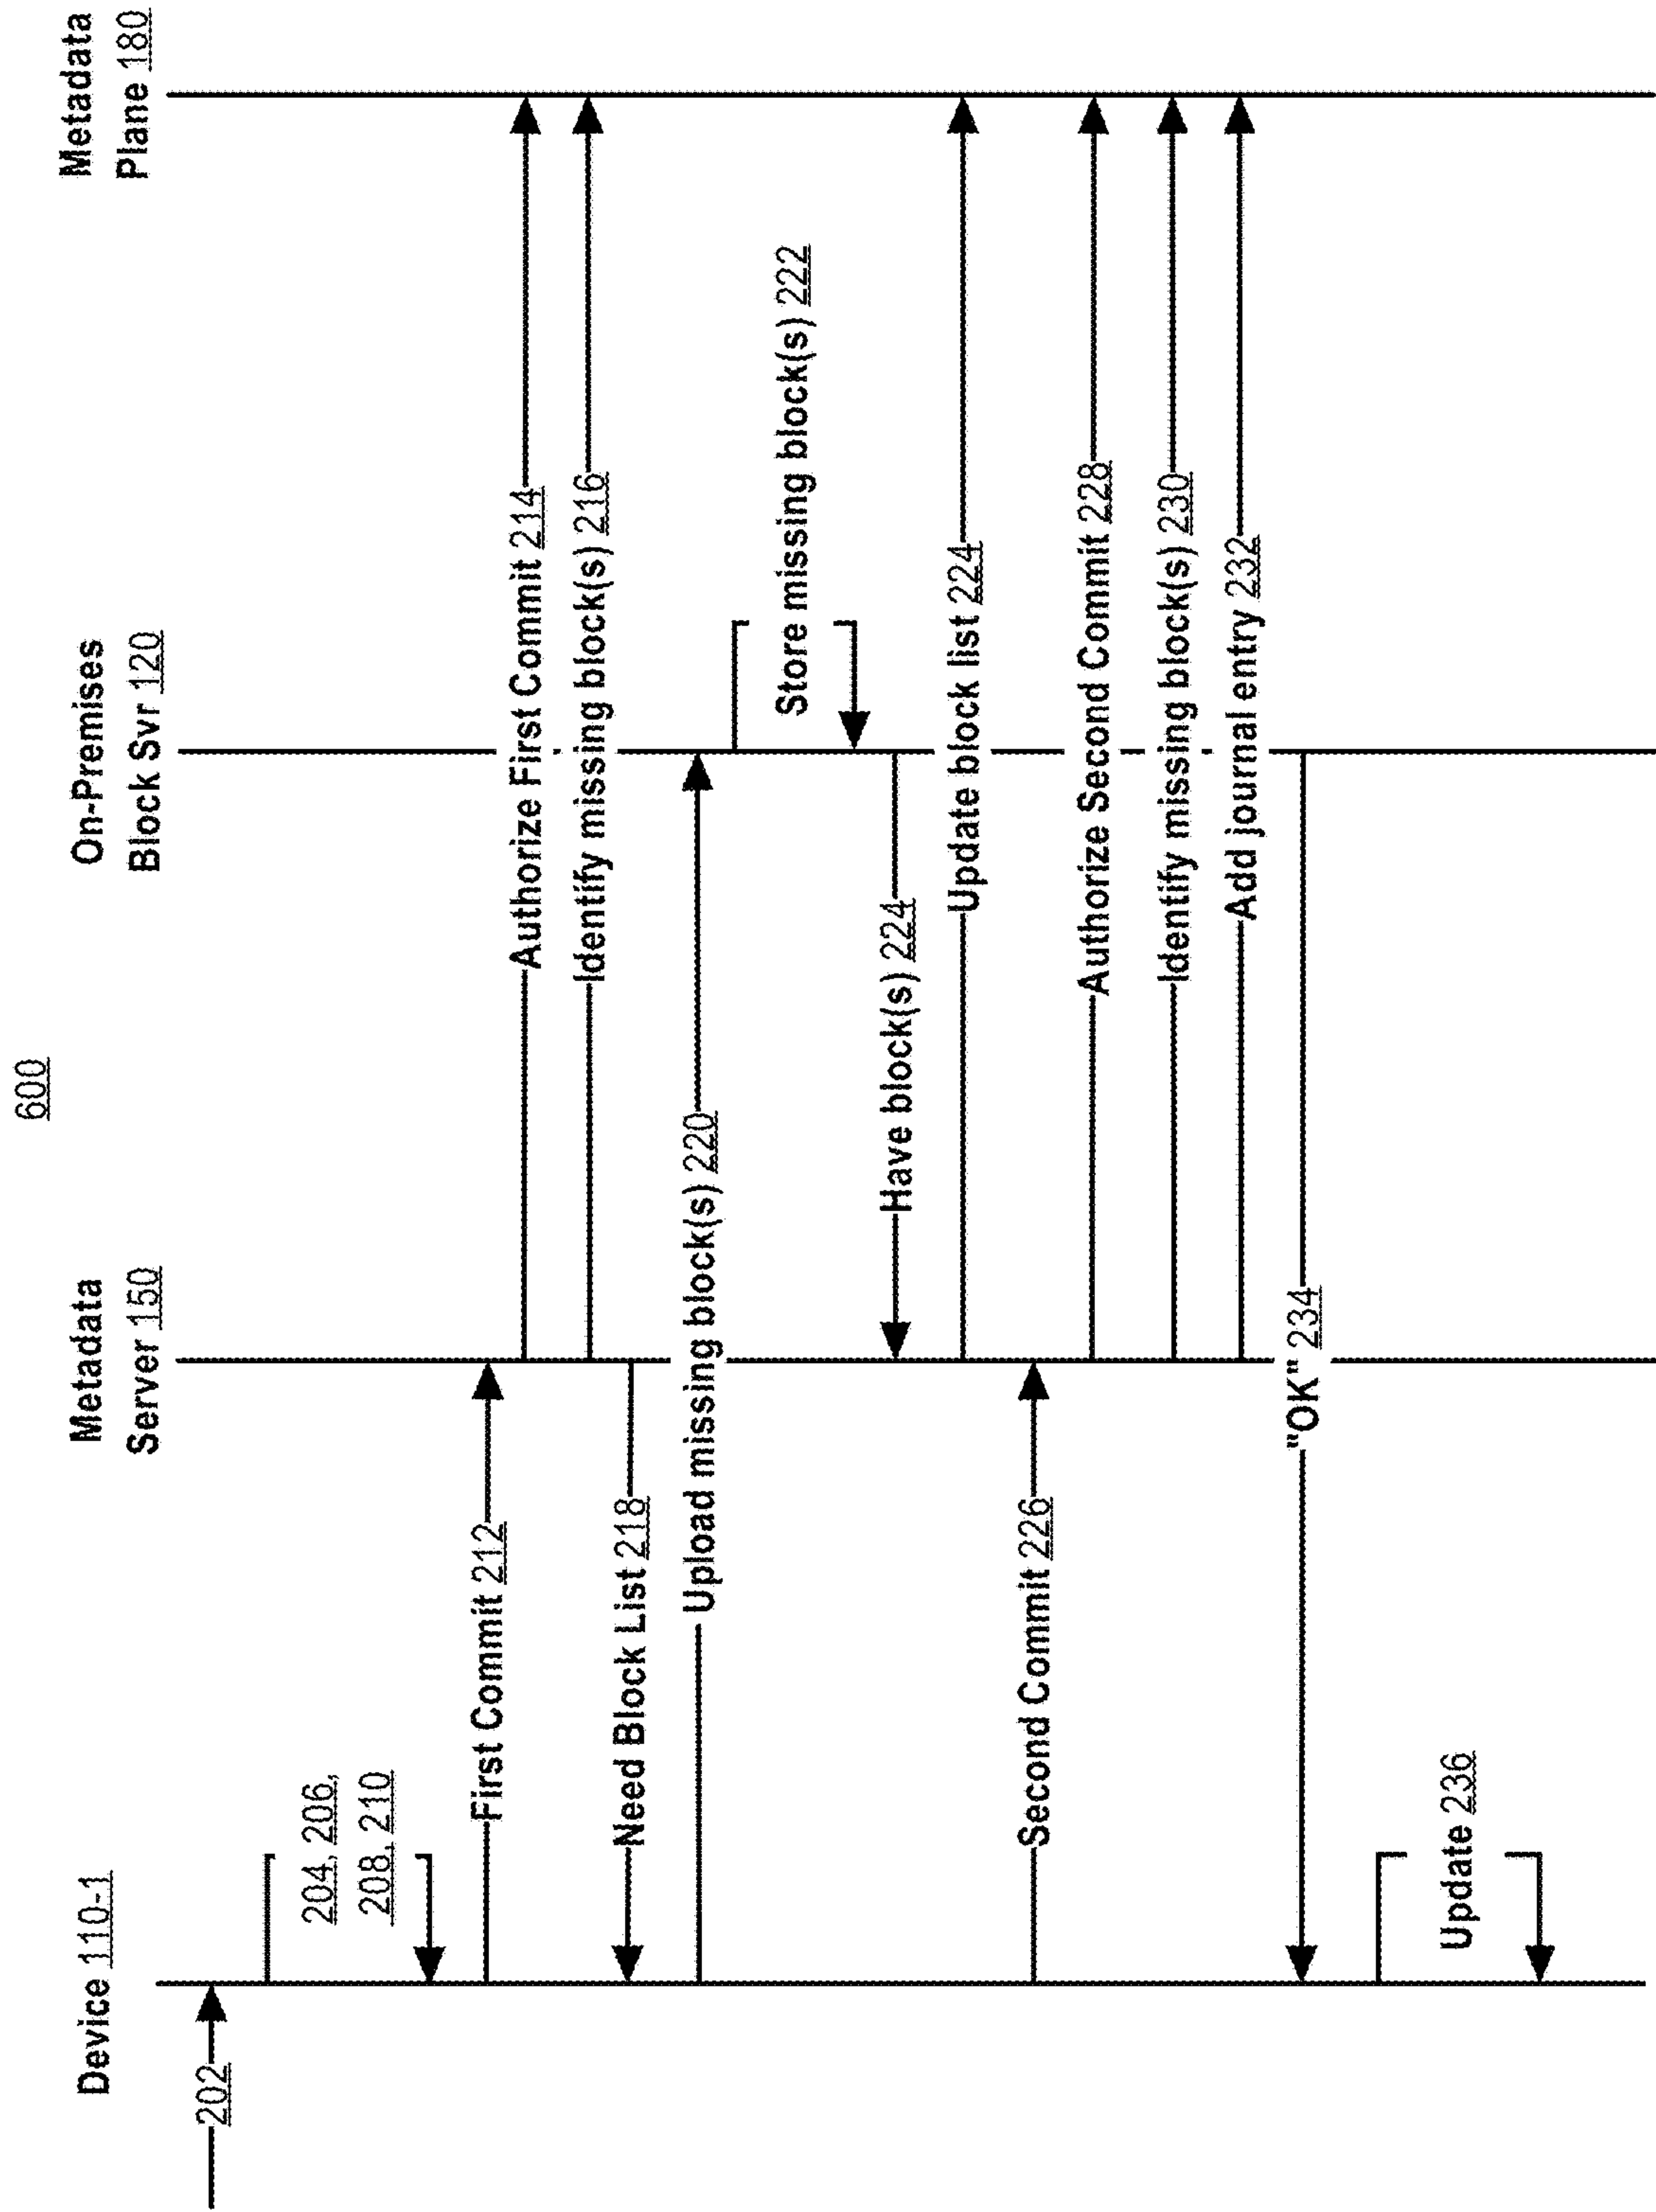 600
Device 110-1
Metadata
Server 150
On-Premises
Block Svr 120
Metadata
Plane 180
202
204, 206,
208, 210
First Commit 212
Authorize First Commit 214
Identify missing block(s) 216
Need Block List 218
Upload missing block(s) 220
Store missing block(s) 222
Have block(s) 224
Update block list 224
Second Commit 226
Authorize Second Commit 228
Identify missing block(s) 230
Add journal entry 232
"OK" 234
Update 236